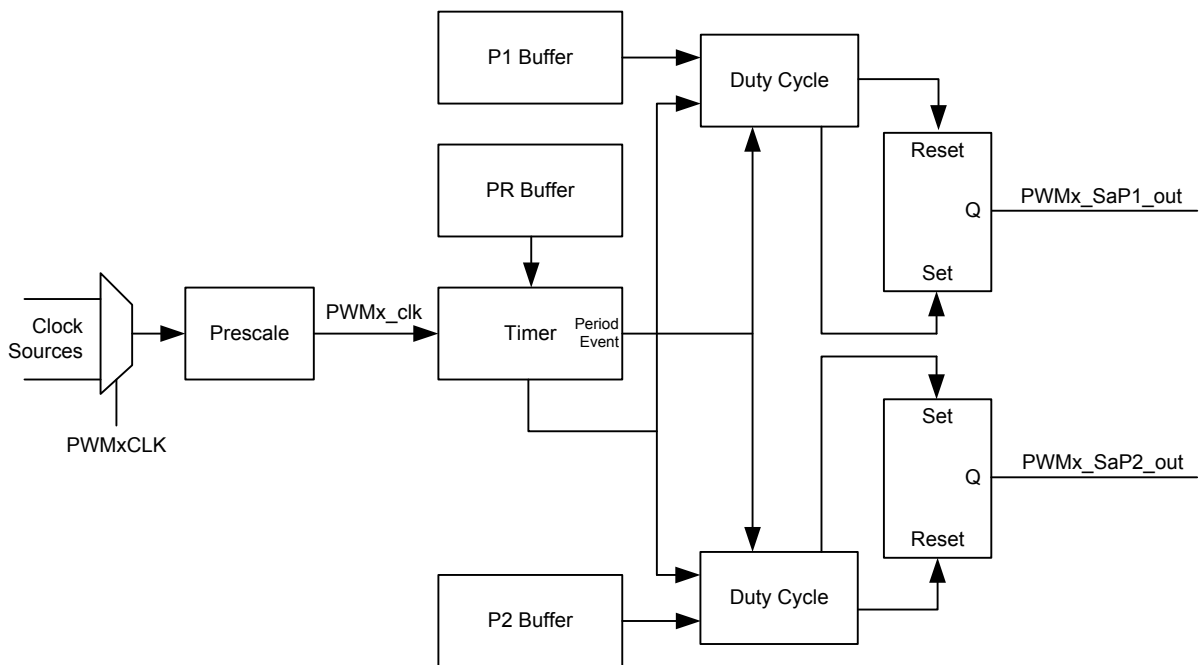 P1 Buffer
Duty Cycle
Reset
Q
Set
PWMx_SaP1_out
PR Buffer
Clock
Sources
PWMxCLK
Prescale
PWMx_clk
Timer
Period
Event
Set
Q
Reset
PWMx_SaP2_out
P2 Buffer
Duty Cycle